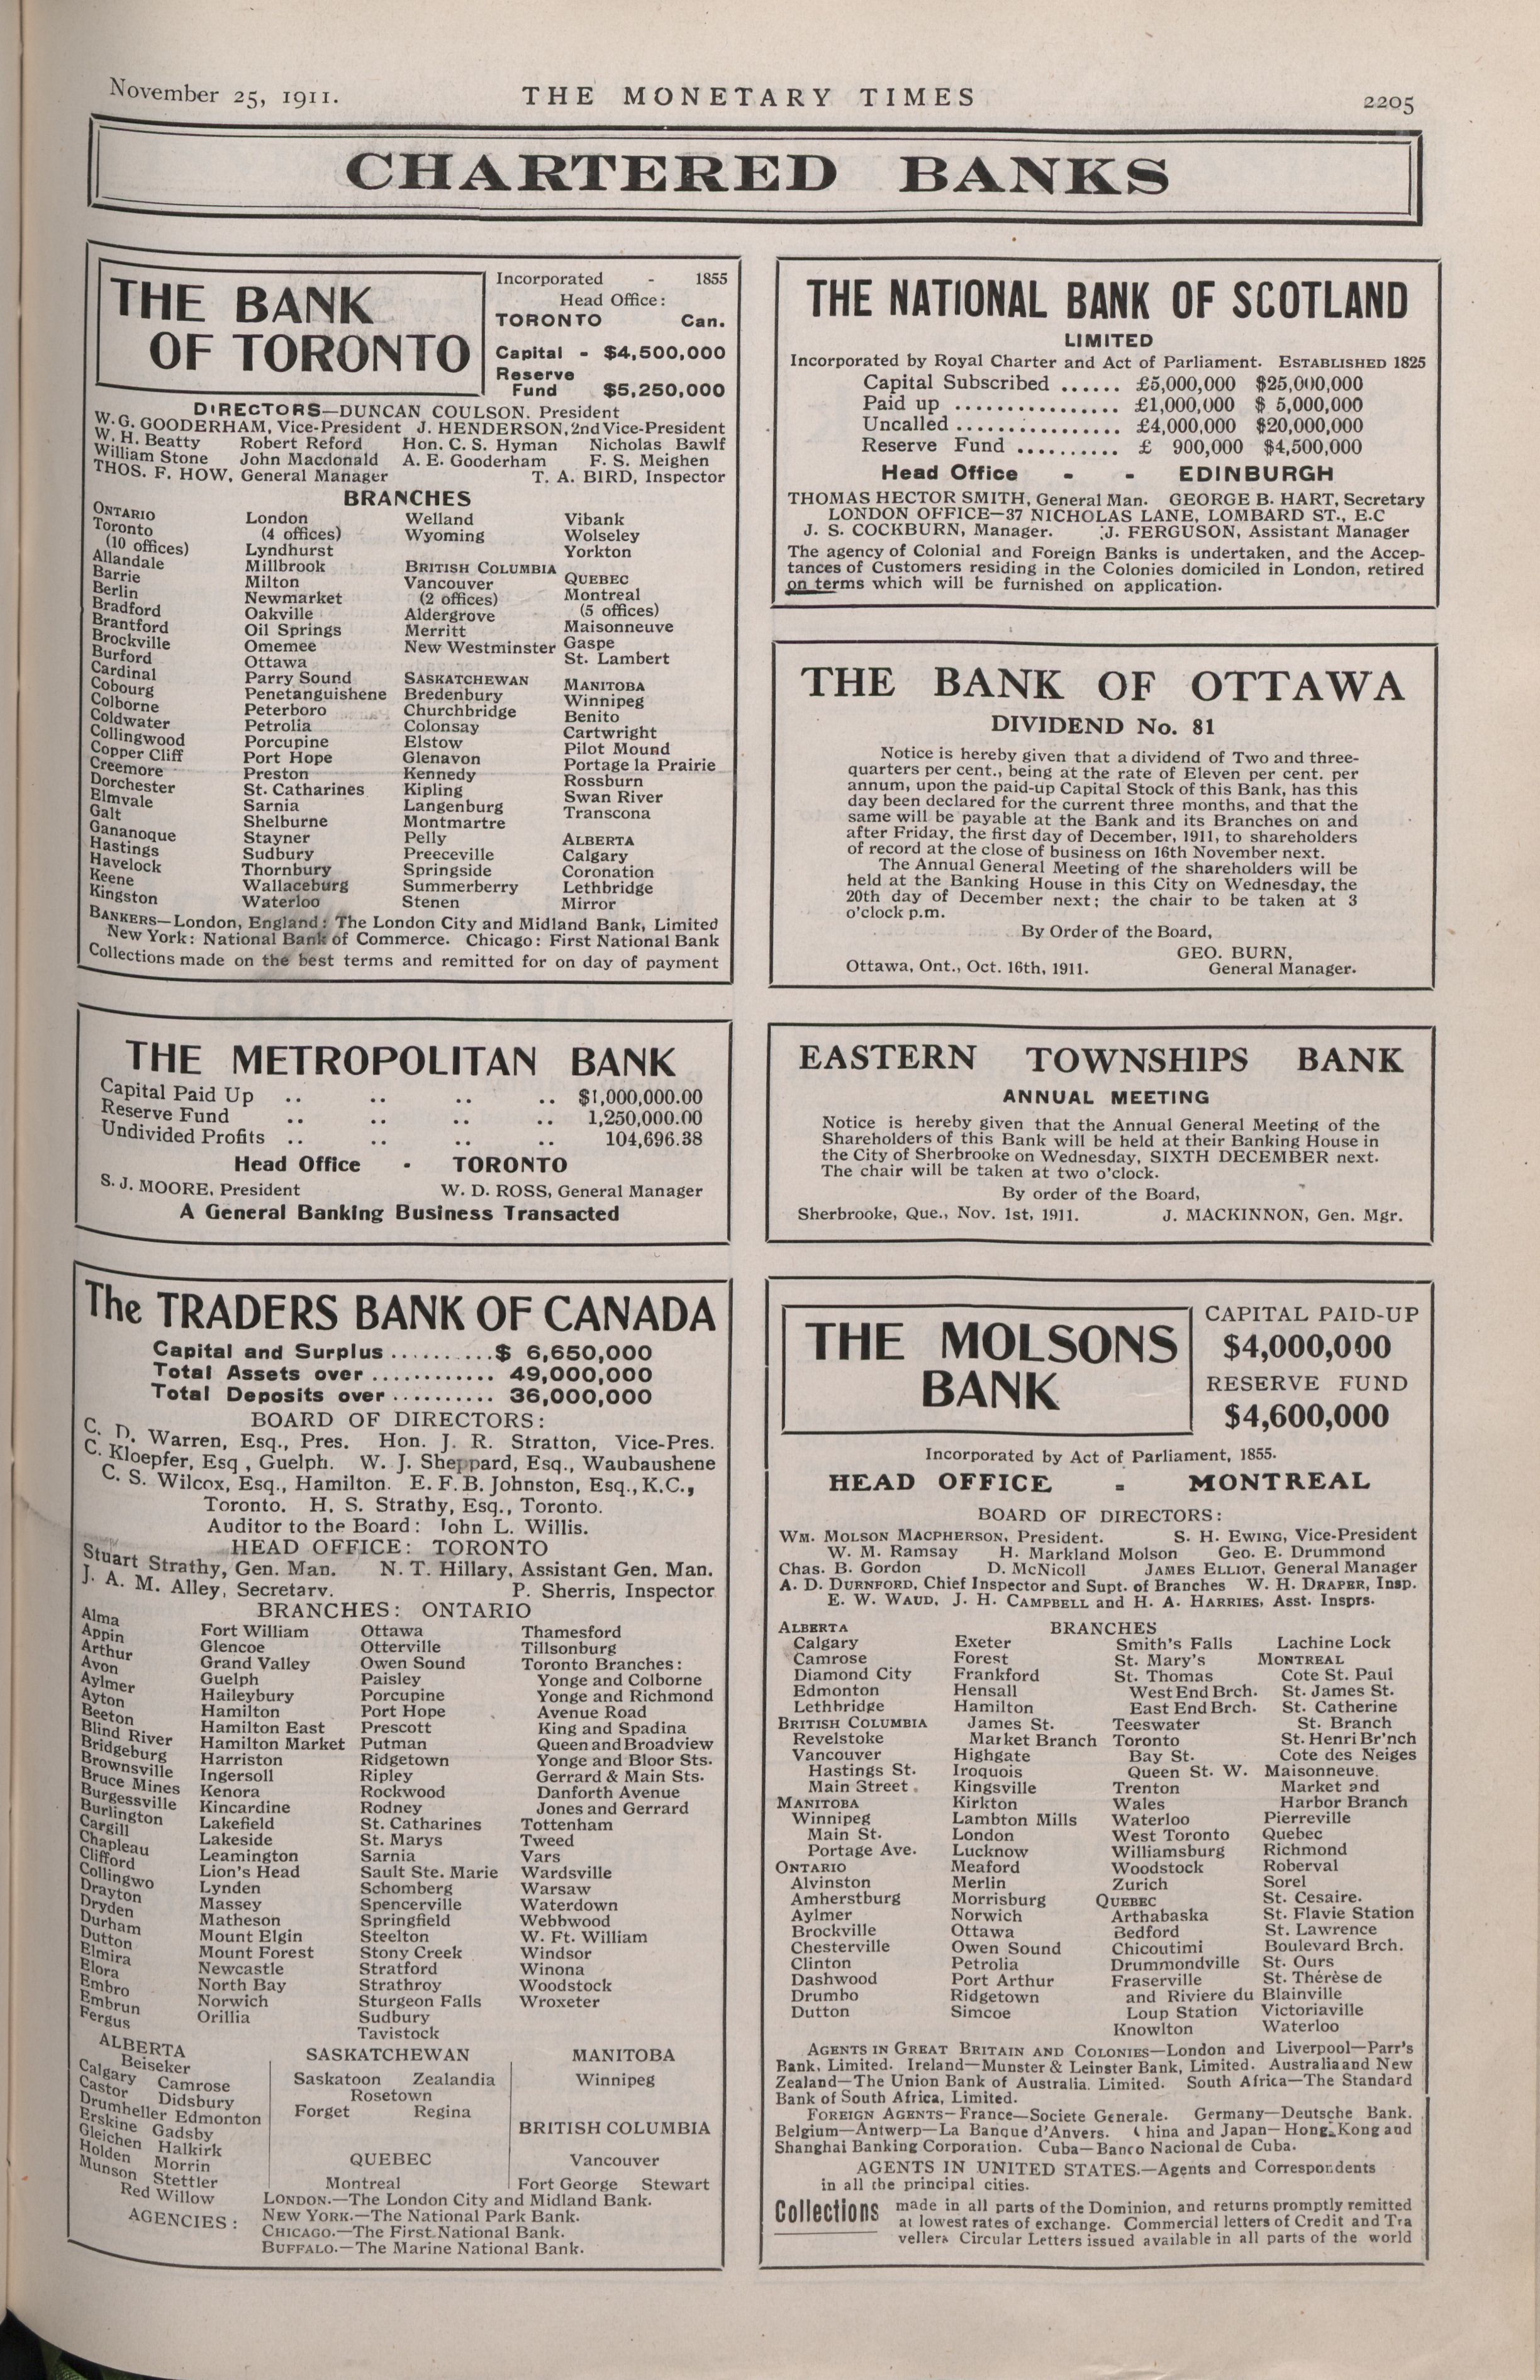 November 25, 1911.
THE MONETARY TIMES
2205
CHARTERED BANKS
THE BANK
OF TORONTO
Incorporated - 1855
Head Office:
TORONTO Can.
Capital - $4,500,000
Reserve
Fund $5,250,000
DIRECTORS—DUNCAN COULSON. President
W. G. GOODERHAM, Vice-President J. HENDERSON, 2nd Vice-President
W. H. Beatty Robert Reford Hon. C. S. Hyman Nicholas Bawlf
William Stone John Macdonald A. E. Gooderham F. S. Meighen
THOS. F. HOW, General Manager T. A. BIRD, Inspector
BRANCHES
ONTARIO
Toronto
(10 offices)
Allandale
Barrie
Berlin
Bradford
Brantford
Brockville
Burford
Cardinal
Cobourg
Colborne
Coldwater
Collingwood
Copper Cliff
Creemore
Dorchester
Elmvale
Galt
Gananoque
Hastings
Havelock
Keene
Kingston
London
(4 offices)
Lyndhurst
Millbrook
Milton
Newmarket
Oakville
Oil Springs
Omemee
Ottawa
Parry Sound
Penetanguishene
Peterboro
Petrolia
Porcupine
Port Hope
Preston
St. Catharines
Sarnia
Shelburne
Stayner
Sudbury
Thornbury
Wallaceburg
Waterloo
Welland
Wyoming
BRITISH COLUMBIA
Vancouver
(2 offices)
Aldergrove
Merritt
New Westminster
SASKATCHEWAN
Bredenbury
Churchbridge
Colonsay
Elstow
Glenavon
Kennedy
Kipling
Langenburg
Montmartre
Pelly
Preeceville
Springside
Summerberry
Stenen
Vibank
Wolseley
Yorkton
QUEBEC
Montreal
(5 offices)
Maisonneuve
Gaspe
St. Lambert
MANITOBA
Winnipeg
Benito
Cartwright
Pilot Mound
Portage la Prairie
Rossburn
Swan River
Transcona
ALBERTA
Calgary
Coronation
Lethbridge
Mirror
BANKERS—London, England: The London City and Midland Bank, Limited
New York: National Bank of Commerce. Chicago: First National Bank
Collections made on the best terms and remitted for on day of payment
THE METROPOLITAN BANK
Capital Paid Up .. .. .. .. $1,000,000.00
Reserve Fund .. .. .. .. 1,250,000.00
Undivided Profits .. .. .. .. 104,696.38
Head Office - TORONTO
S. J. MOORE, President W. D. ROSS, General Manager
A General Banking Business Transacted
The TRADERS BANK OF CANADA
Capital and Surplus .......... $ 6,650,000
Total Assets over ............ 49,000,000
Total Deposits over .......... 36,000,000
BOARD OF DIRECTORS:
C. D. Warren, Esq., Pres. Hon. J. R. Stratton, Vice-Pres.
C. Kloepfer, Esq , Guelph. W. J. Sheppard, Esq., Waubaushene
C. S. Wilcox, Esq., Hamilton. E. F. B. Johnston, Esq., K.C.,
Toronto. H. S. Strathy, Esq., Toronto.
Auditor to the Board: John L. Willis.
HEAD OFFICE: TORONTO
Stuart Strathy, Gen. Man. N. T. Hillary, Assistant Gen. Man.
J. A. M. Alley, Secretary. P. Sherris, Inspector
BRANCHES: ONTARIO
Alma
Appin
Arthur
Avon
Aylmer
Ayton
Beeton
Blind River
Bridgeburg
Brownsville
Bruce Mines
Burgessville
Burlington
Cargill
Chapleau
Clifford
Collingwo
Drayton
Dryden
Durham
Dutton
Elmira
Elora
Embro
Embrun
Fergus
Fort William
Glencoe
Grand Valley
Guelph
Haileybury
Hamilton
Hamilton East
Hamilton Market
Harriston
Ingersoll
Kenora
Kincardine
Lakefield
Lakeside
Leamington
Lion's Head
Lynden
Massey
Matheson
Mount Elgin
Mount Forest
Newcastle
North Bay
Norwich
Orillia
Ottawa
Otterville
Owen Sound
Paisley
Porcupine
Port Hope
Prescott
Putman
Ridgetown
Ripley
Rockwood
Rodney
St. Catharines
St. Marys
Sarnia
Sault Ste. Marie
Schomberg
Spencerville
Springfield
Steelton
Stony Creek
Stratford
Strathroy
Sturgeon Falls
Sudbury
Tavistock
Thamesford
Tillsonburg
Toronto Branches:
Yonge and Colborne
Yonge and Richmond
Avenue Road
King and Spadina
Queen and Broadview
Yonge and Bloor Sts.
Gerrard & Main Sts.
Danforth Avenue
Jones and Gerrard
Tottenham
Tweed
Vars
Wardsville
Warsaw
Waterdown
Webbwood
W. Ft. William
Windsor
Winona
Woodstock
Wroxeter
ALBERTA
Beiseker
Calgary Camrose
Castor Didsbury
Drumheller Edmonton
Erskine Gadsby
Gleichen Halkirk
Holden Morrin
Munson Stettler
Red Willow
SASKATCHEWAN
Saskatoon Zealandia
Rosetown
Forget Regina
QUEBEC
Montreal
MANITOBA
Winnipeg
BRITISH COLUMBIA
Vancouver
Fort George Stewart
AGENCIES:
LONDON.—The London City and Midland Bank.
NEW YORK.—The National Park Bank.
CHICAGO.—The First National Bank.
BUFFALO.—The Marine National Bank.
THE NATIONAL BANK OF SCOTLAND
LIMITED
Incorporated by Royal Charter and Act of Parliament. ESTABLISHED 1825
Capital Subscribed ...... £5,000,000 $25,000,000
Paid up ................ £1,000,000 $ 5,000,000
Uncalled ................ £4,000,000 $20,000,000
Reserve Fund .......... £ 900,000 $4,500,000
Head Office - - EDINBURGH
THOMAS HECTOR SMITH, General Man. GEORGE B. HART, Secretary
LONDON OFFICE—37 NICHOLAS LANE, LOMBARD ST., E.C
J. S. COCKBURN, Manager. J. FERGUSON, Assistant Manager
The agency of Colonial and Foreign Banks is undertaken, and the Accep-
tances of Customers residing in the Colonies domiciled in London, retired
on terms which will be furnished on application.
THE BANK OF OTTAWA
DIVIDEND No. 81
Notice is hereby given that a dividend of Two and three-
quarters per cent., being at the rate of Eleven per cent. per
annum, upon the paid-up Capital Stock of this Bank, has this
day been declared for the current three months, and that the
same will be payable at the Bank and its Branches on and
after Friday, the first day of December, 1911, to shareholders
of record at the close of business on 16th November next.
The Annual General Meeting of the shareholders will be
held at the Banking House in this City on Wednesday, the
20th day of December next; the chair to be taken at 3
o'clock p.m.
By Order of the Board,
GEO. BURN,
Ottawa, Ont., Oct. 16th, 1911. General Manager.
EASTERN TOWNSHIPS BANK
ANNUAL MEETING
Notice is hereby given that the Annual General Meeting of the
Shareholders of this Bank will be held at their Banking House in
the City of Sherbrooke on Wednesday, SIXTH DECEMBER next.
The chair will be taken at two o'clock.
By order of the Board,
Sherbrooke, Que., Nov. 1st, 1911. J. MACKINNON, Gen. Mgr.
THE MOLSONS
BANK
CAPITAL PAID-UP
$4,000,000
RESERVE FUND
$4,600,000
Incorporated by Act of Parliament, 1855.
HEAD OFFICE - MONTREAL
BOARD OF DIRECTORS:
WM. MOLSON MACPHERSON, President. S. H. EWING, Vice-President
W. M. Ramsay H. Markland Molson Geo. E. Drummond
Chas. B. Gordon D. McNicoll JAMES ELLIOT, General Manager
A. D. DURNFORD, Chief Inspector and Supt. of Branches W. H. DRAPER, Insp.
E. W. WAUD, J. H. CAMPBELL and H. A. HARRIES, Asst. Insprs.
BRANCHES
ALBERTA
Calgary
Camrose
Diamond City
Edmonton
Lethbridge
BRITISH COLUMBIA
Revelstoke
Vancouver
Hastings St.
Main Street
MANITOBA
Winnipeg
Main St.
Portage Ave.
ONTARIO
Alvinston
Amherstburg
Aylmer
Brockville
Chesterville
Clinton
Dashwood
Drumbo
Dutton
Exeter
Forest
Frankford
Hensall
Hamilton
James St.
Market Branch
Highgate
Iroquois
Kingsville
Kirkton
Lambton Mills
London
Lucknow
Meaford
Merlin
Morrisburg
Norwich
Ottawa
Owen Sound
Petrolia
Port Arthur
Ridgetown
Simcoe
Smith's Falls
St. Mary's
St. Thomas
West End Brch.
East End Brch.
Teeswater
Toronto
Bay St.
Queen St. W.
Trenton
Wales
Waterloo
West Toronto
Williamsburg
Woodstock
Zurich
QUEBEC
Arthabaska
Bedford
Chicoutimi
Drummondville
Fraserville
and Riviere du
Loup Station
Knowlton
Lachine Lock
MONTREAL
Cote St. Paul
St. James St.
St. Catherine
St. Branch
St. Henri Br'nch
Cote des Neiges
Maisonneuve
Market and
Harbor Branch
Pierreville
Quebec
Richmond
Roberval
Sorel
St. Cesaire.
St. Flavie Station
St. Lawrence
Boulevard Brch.
St. Ours
St. Thérèse de
Blainville
Victoriaville
Waterloo
AGENTS IN GREAT BRITAIN AND COLONIES—London and Liverpool—Parr's
Bank, Limited. Ireland—Munster & Leinster Bank, Limited. Australia and New
Zealand—The Union Bank of Australia, Limited. South Africa—The Standard
Bank of South Africa, Limited.
FOREIGN AGENTS—France—Societe Generale. Germany—Deutsche Bank.
Belgium—Antwerp—La Banque d'Anvers. China and Japan—Hong Kong and
Shanghai Banking Corporation. Cuba—Banco Nacional de Cuba.
AGENTS IN UNITED STATES.—Agents and Correspondents
in all the principal cities.
Collections made in all parts of the Dominion, and returns promptly remitted
at lowest rates of exchange. Commercial letters of Credit and Tra
vellers Circular Letters issued available in all parts of the world